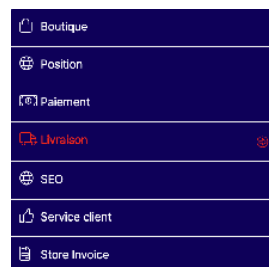 Boutique
Position
Paiement
Livraison
SEO
Service client
Store Invoice